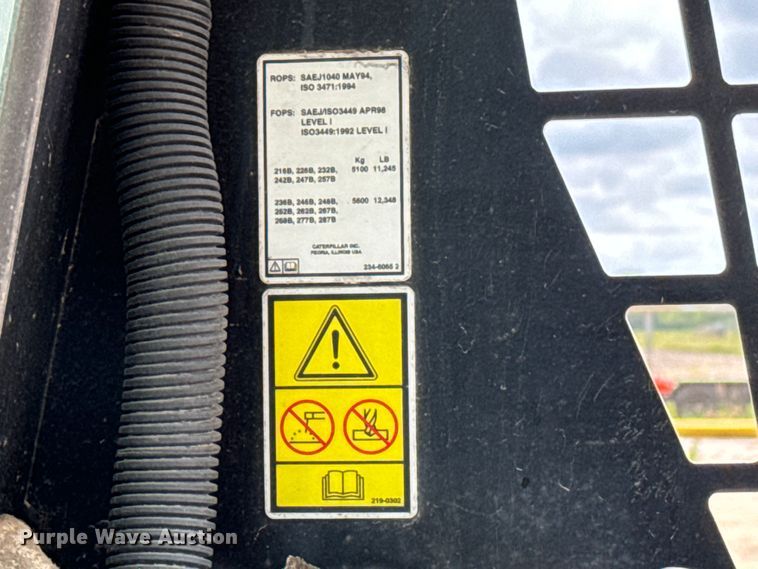 ROPS: SAEJ1040 MAY94,
ISO 3471:1994
FOPS: SAEJ/ISO3449 APR98
LEVEL I
ISO3449:1992 LEVEL I
Kg LB
216B, 226B, 232B, 5100 11,245
242B, 247B, 257B
236B, 246B, 248B, 5600 12,348
252B, 262B, 267B,
268B, 277B, 287B
CATERPILLAR INC.
PEORIA, ILLINOIS USA
234-6065 2
219-0302
Purple Wave Auction